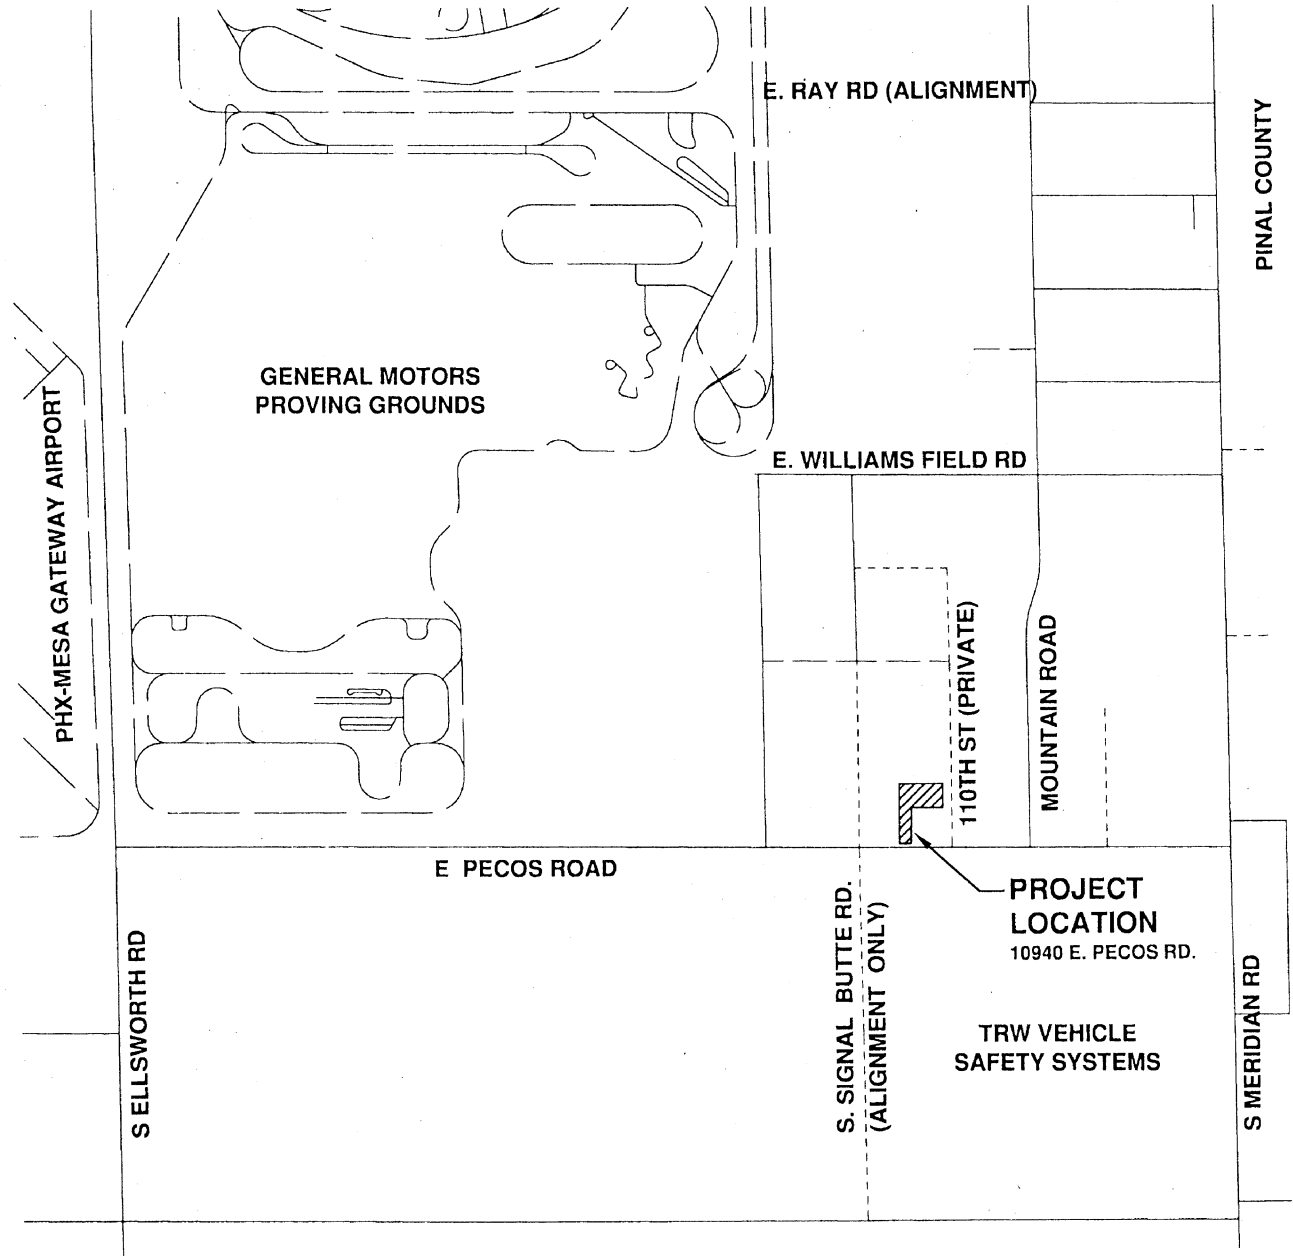 E. RAY RD (ALIGNMENT)
PINAL COUNTY
GENERAL MOTORS
PROVING GROUNDS
PHX-MESA GATEWAY AIRPORT
E. WILLIAMS FIELD RD
110TH ST (PRIVATE)
MOUNTAIN ROAD
E PECOS ROAD
PROJECT
LOCATION
10940 E. PECOS RD.
S ELLSWORTH RD
S. SIGNAL BUTTE RD.
(ALIGNMENT ONLY)
TRW VEHICLE
SAFETY SYSTEMS
S MERIDIAN RD